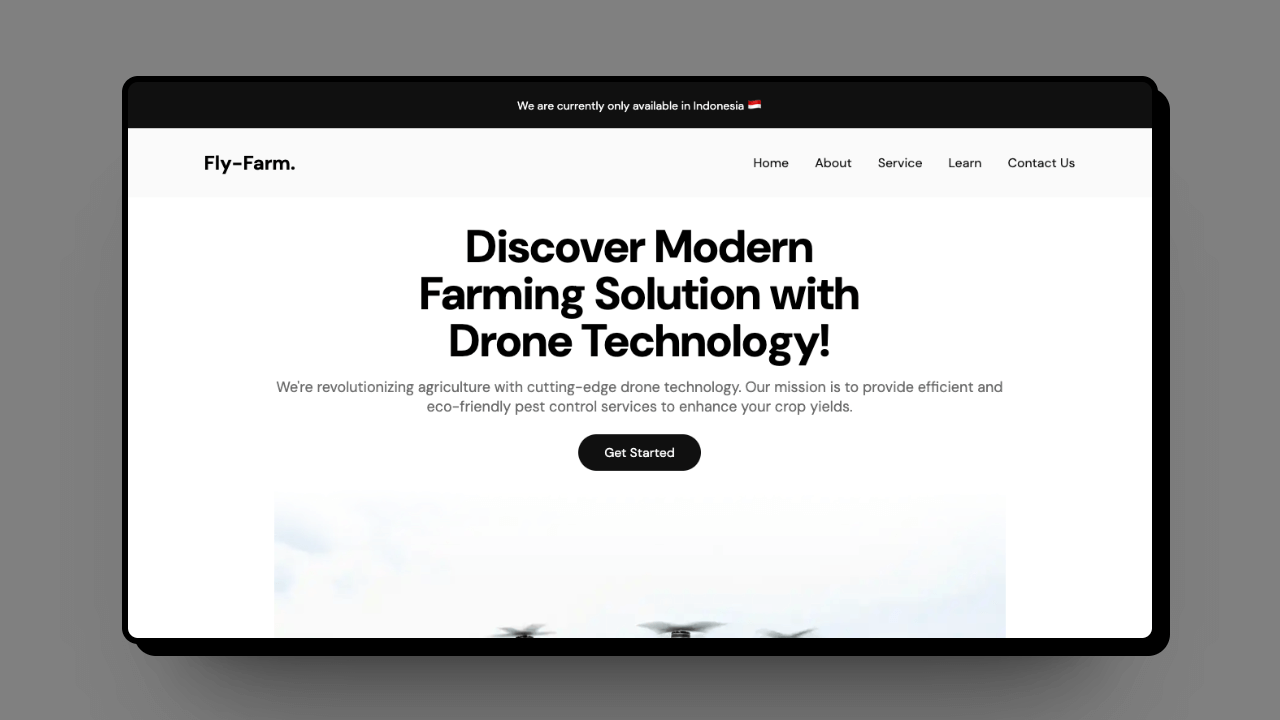 We are currently only available in Indonesia 🇮🇩
Fly-Farm.
Home About Service Learn Contact Us
Discover Modern
Farming Solution with
Drone Technology!
We're revolutionizing agriculture with cutting-edge drone technology. Our mission is to provide efficient and
eco-friendly pest control services to enhance your crop yields.
Get Started